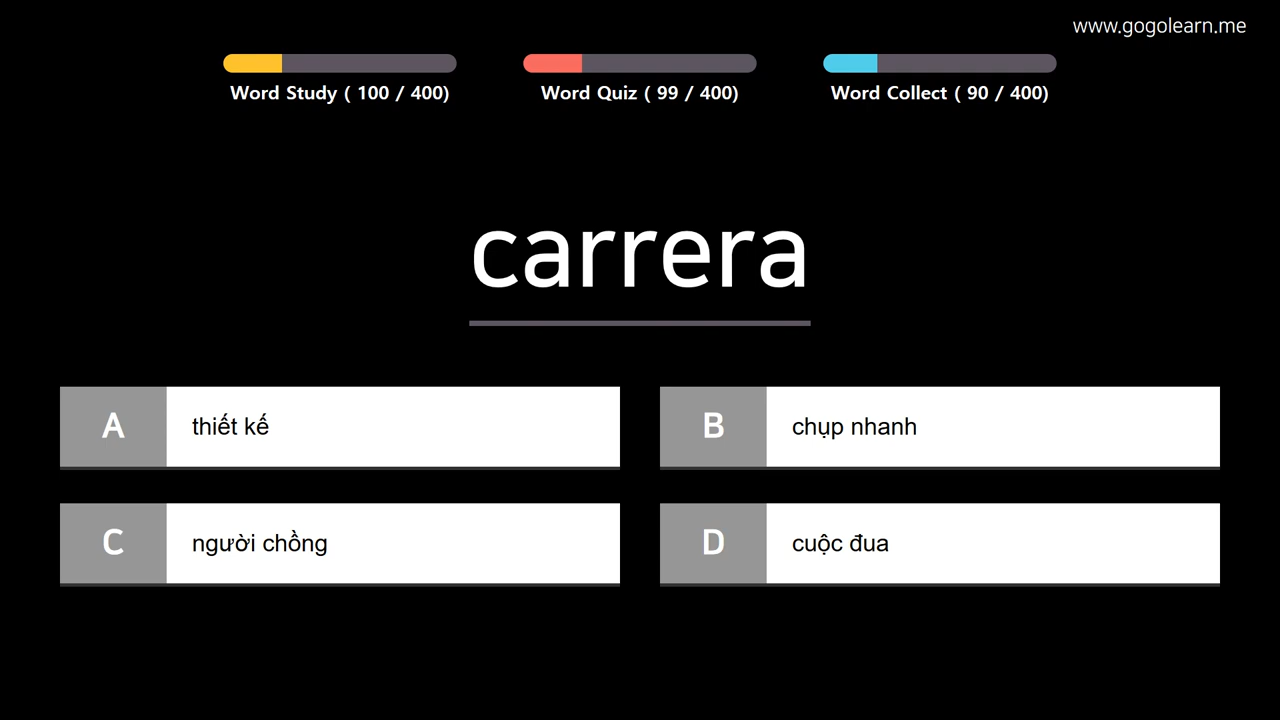 www.gogolearn.me
Word Study ( 100 / 400)
Word Quiz ( 99 / 400)
Word Collect ( 90 / 400)
carrera
A thiết kế
B chụp nhanh
C người chồng
D cuộc đua